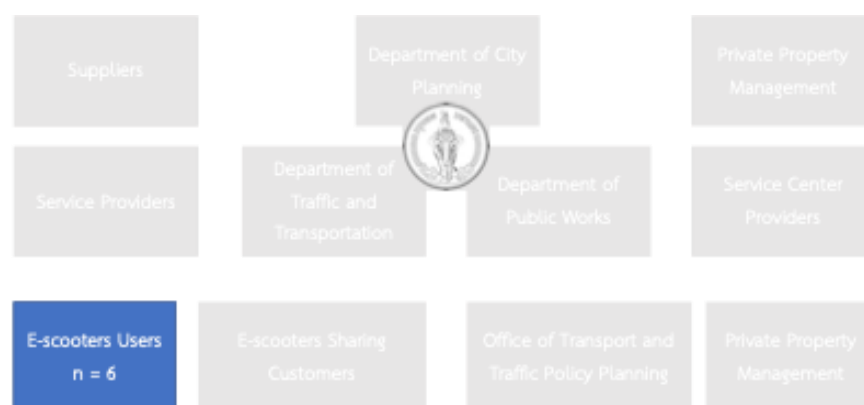 Suppliers
Department of City
Planning
Private Property
Management
Service Providers
Department of
Traffic and
Transportation
Department of
Public Works
Service Center
Providers
E-scooters Users
n = 6
E-scooters Sharing
Customers
Office of Transport and
Traffic Policy Planning
Private Property
Management